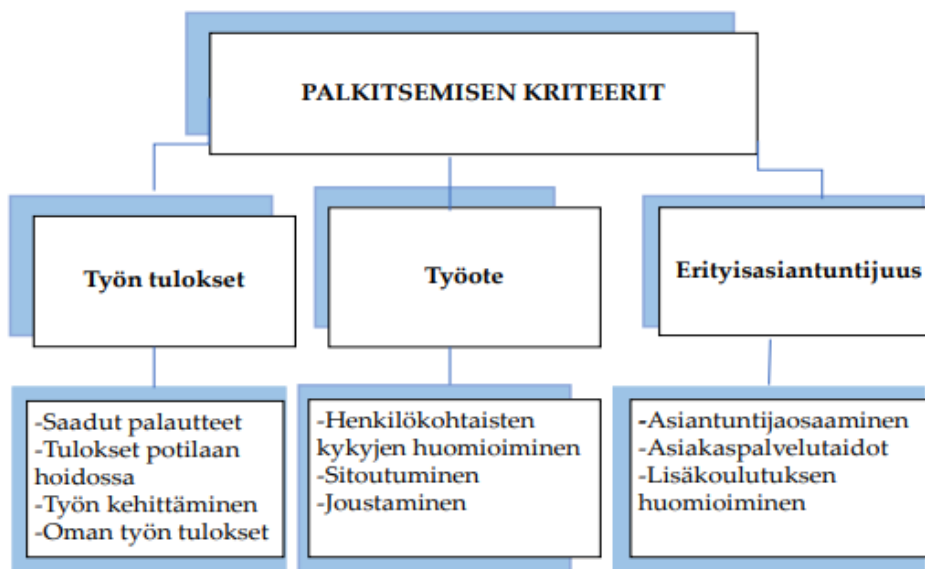 PALKITSEMISEN KRITEERIT
Työn tulokset
Työote
Erityisasiantuntijuus
-Saadut palautteet
-Tulokset potilaan
hoidossa
-Työn kehittäminen
-Oman työn tulokset
-Henkilökohtaisten
kykyjen huomioiminen
-Sitoutuminen
-Joustaminen
-Asiantuntijaosaaminen
-Asiakaspalvelutaidot
-Lisäkoulutuksen
huomioiminen